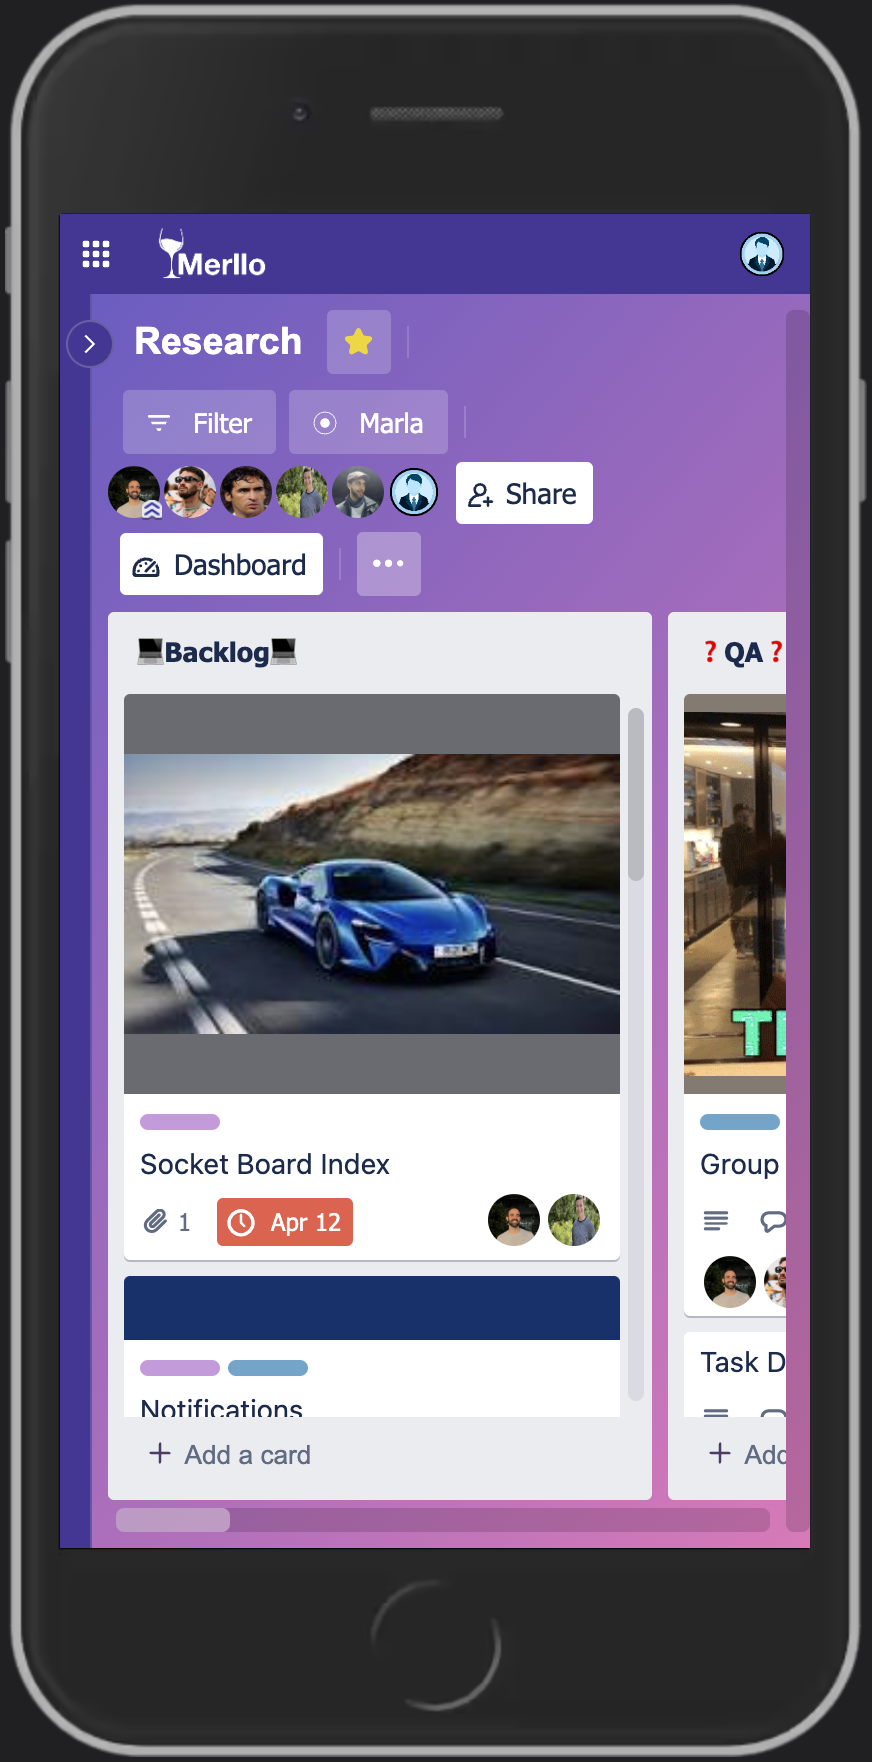 Merllo
Research
Filter
Marla
Share
Dashboard
💻Backlog💻
Socket Board Index
1
Apr 12
Notifications
+ Add a card
❓ QA ❓
Group
Task D
+ Add